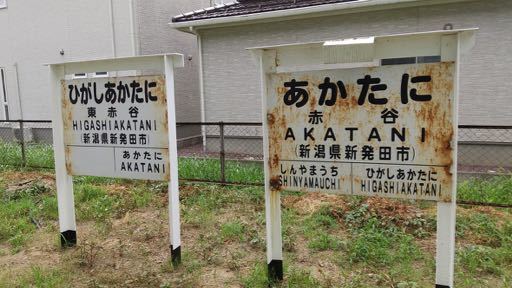 ひがしあかたに
東赤谷
HIGASHIAKATANI
(新潟県新発田市)
あかたに
AKATANI
あかたに
赤谷
AKATANI
(新潟県新発田市)
しんやまうち ひがしあかたに
SHINYAMAUCHI HIGASHIAKATANI